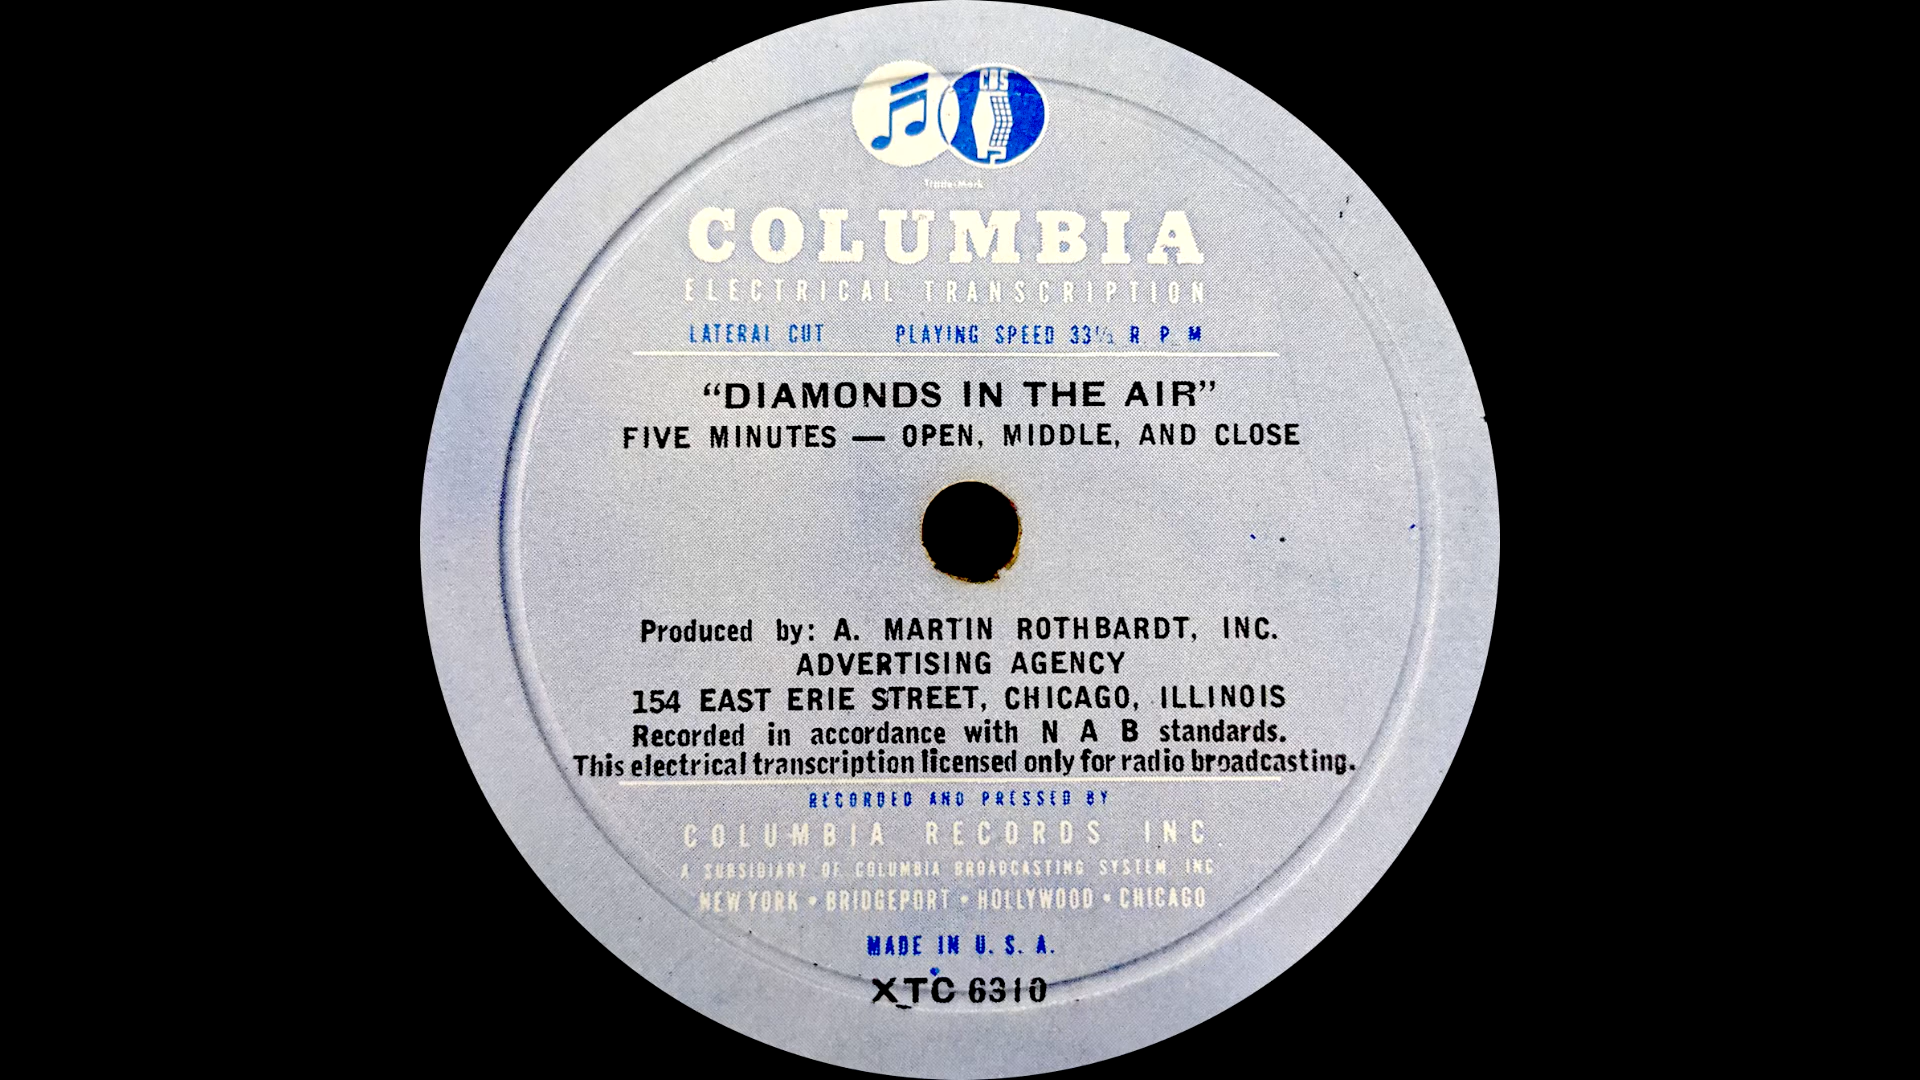 CBS
Trade-Mark
COLUMBIA
ELECTRICAL TRANSCRIPTION
LATERAL CUT PLAYING SPEED 33⅓ R P M
“DIAMONDS IN THE AIR”
FIVE MINUTES — OPEN, MIDDLE, AND CLOSE
Produced by: A. MARTIN ROTHBARDT, INC.
ADVERTISING AGENCY
154 EAST ERIE STREET, CHICAGO, ILLINOIS
Recorded in accordance with N A B standards.
This electrical transcription licensed only for radio broadcasting.
RECORDED AND PRESSED BY
COLUMBIA RECORDS INC.
A SUBSIDIARY OF COLUMBIA BROADCASTING SYSTEM, INC
NEW YORK • BRIDGEPORT • HOLLYWOOD • CHICAGO
MADE IN U. S. A.
XTC 6310